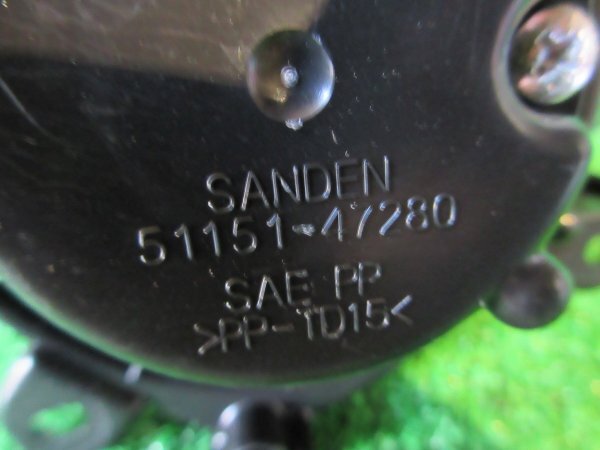 SANDEN
51151-47280
SAE PP
>PP-TD15<